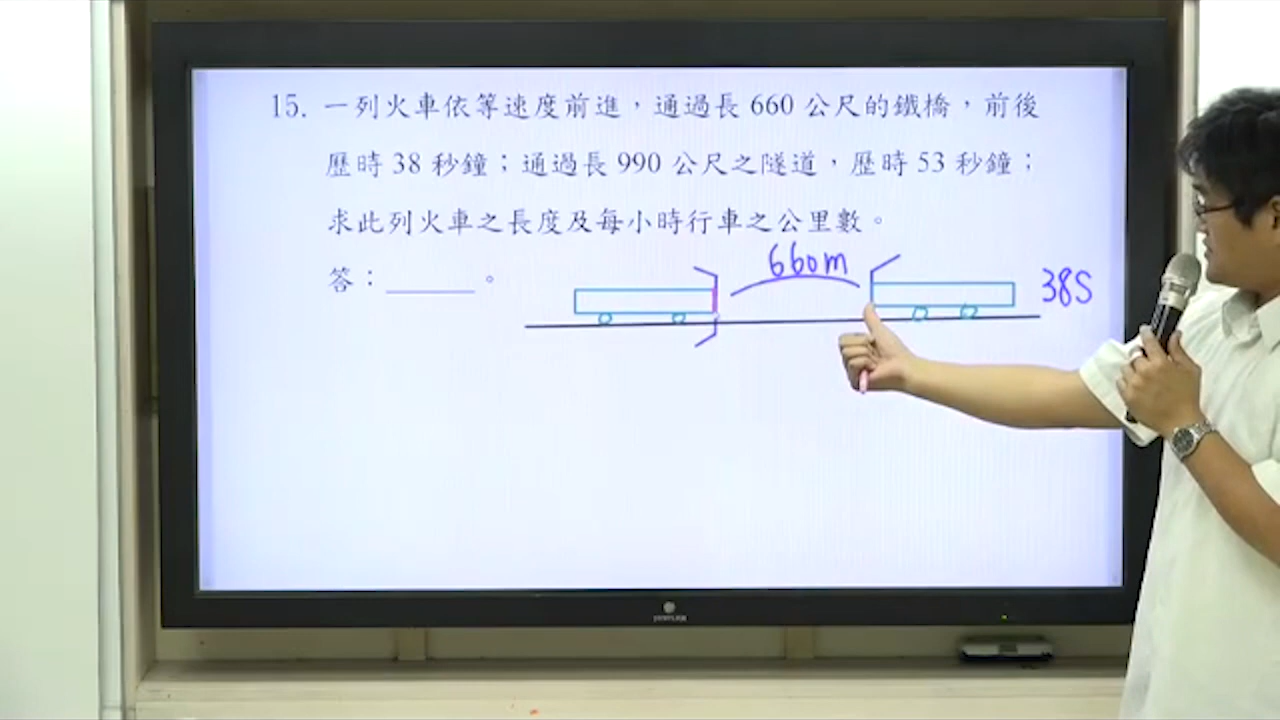 15. 一列火車依等速度前進，通過長 660 公尺的鐵橋，前後
歷時 38 秒鐘；通過長 990 公尺之隧道，歷時 53 秒鐘；
求此列火車之長度及每小時行車之公里數。
答：______。
660m
38S